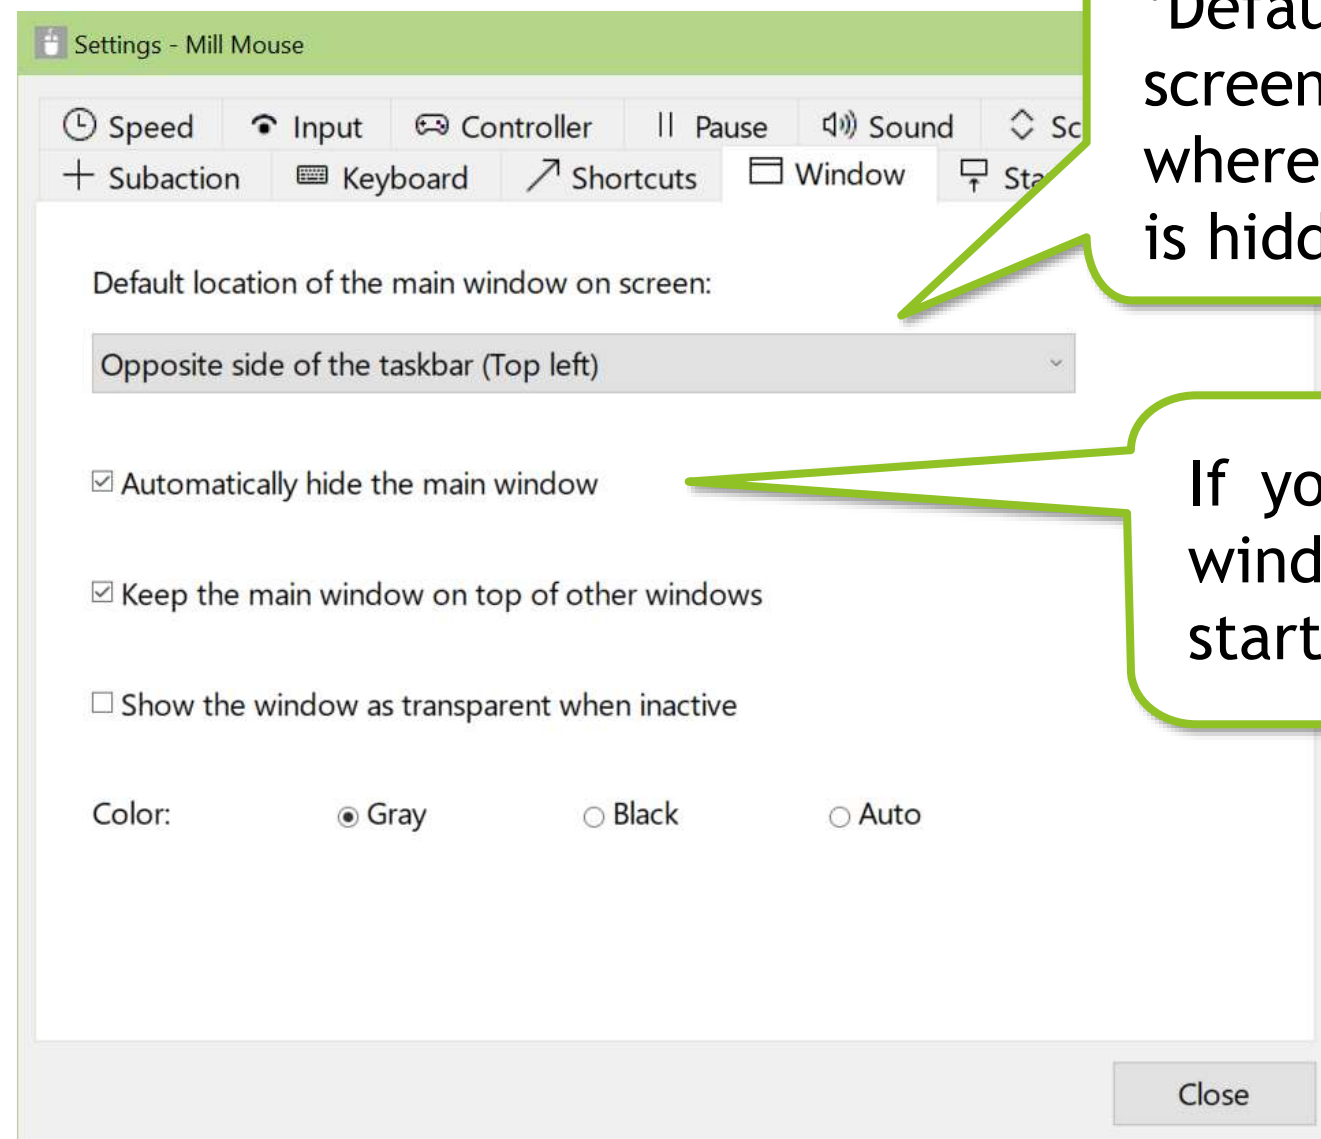 Settings - Mill Mouse
Speed Input Controller Pause Sound
Subaction Keyboard Shortcuts Window
screen
where
Default location of the main window on screen:
Opposite side of the taskbar (Top left)
Automatically hide the main window
If
Keep the main window on top of other windows
start
Show the window as transparent when inactive
Color: Gray Black Auto
Close